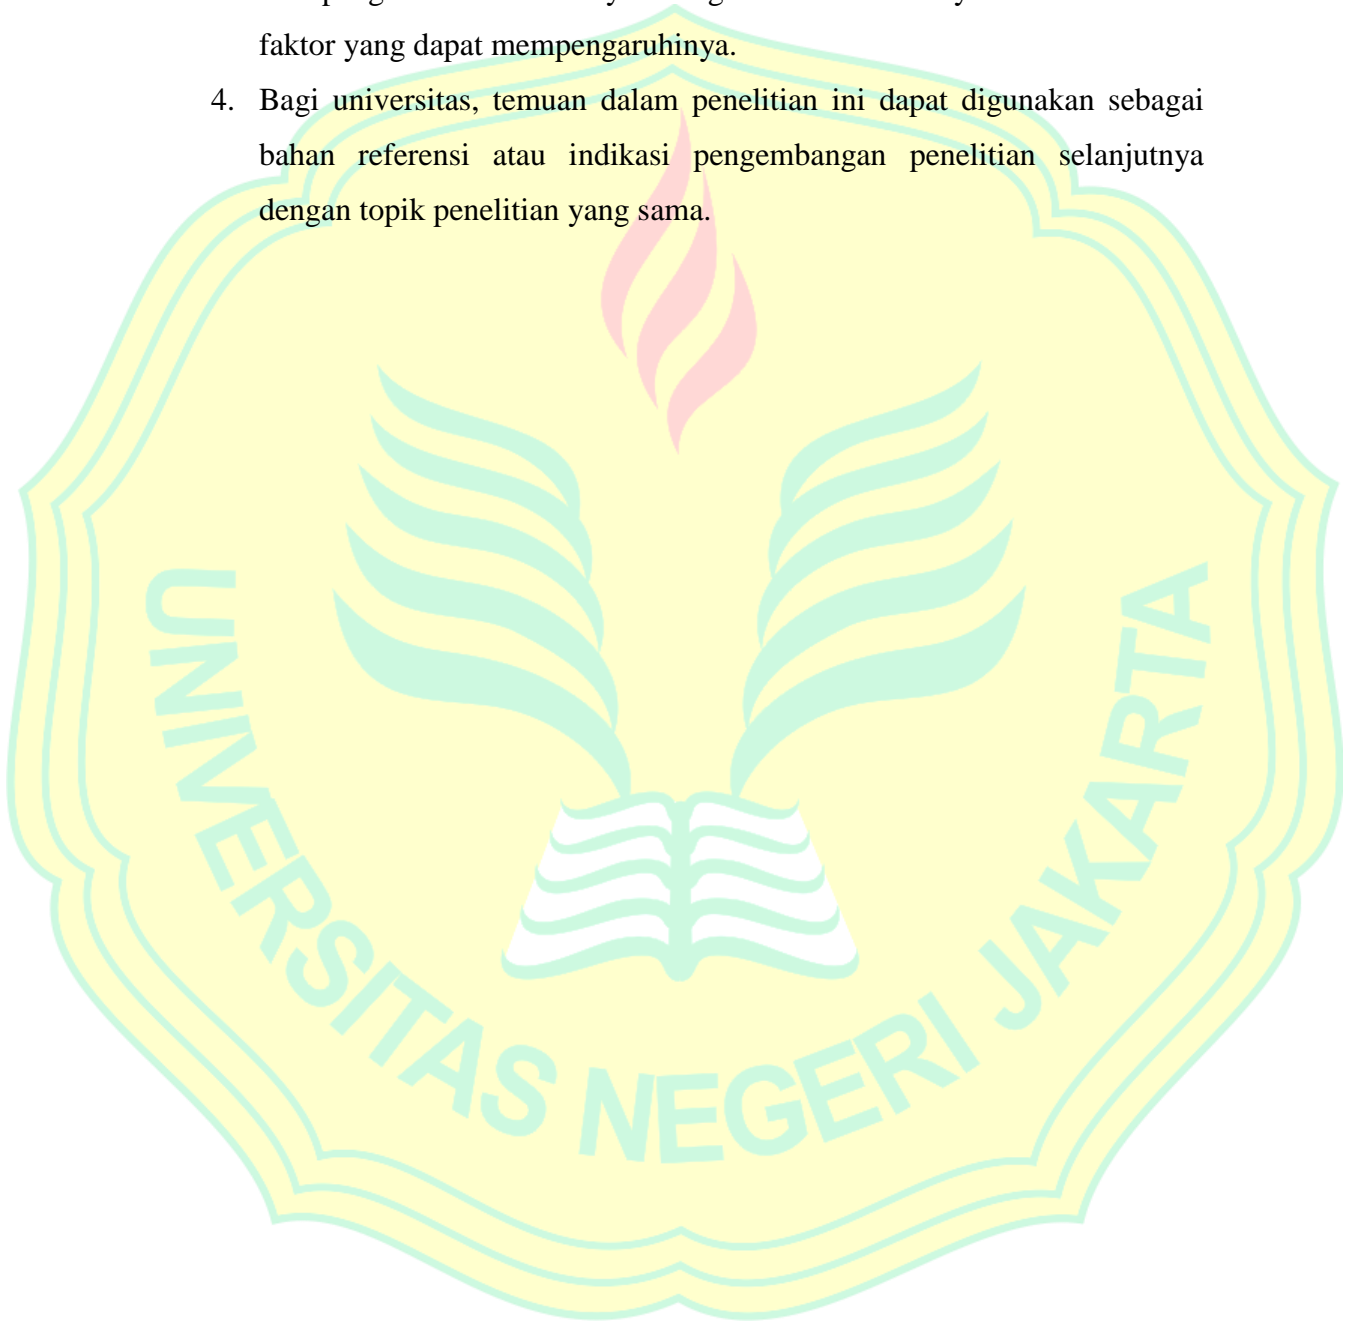 faktor yang dapat mempengaruhinya.
4. Bagi universitas, temuan dalam penelitian ini dapat digunakan sebagai
bahan referensi atau indikasi pengembangan penelitian selanjutnya
dengan topik penelitian yang sama.
UNIVERSITAS NEGERI JAKARTA